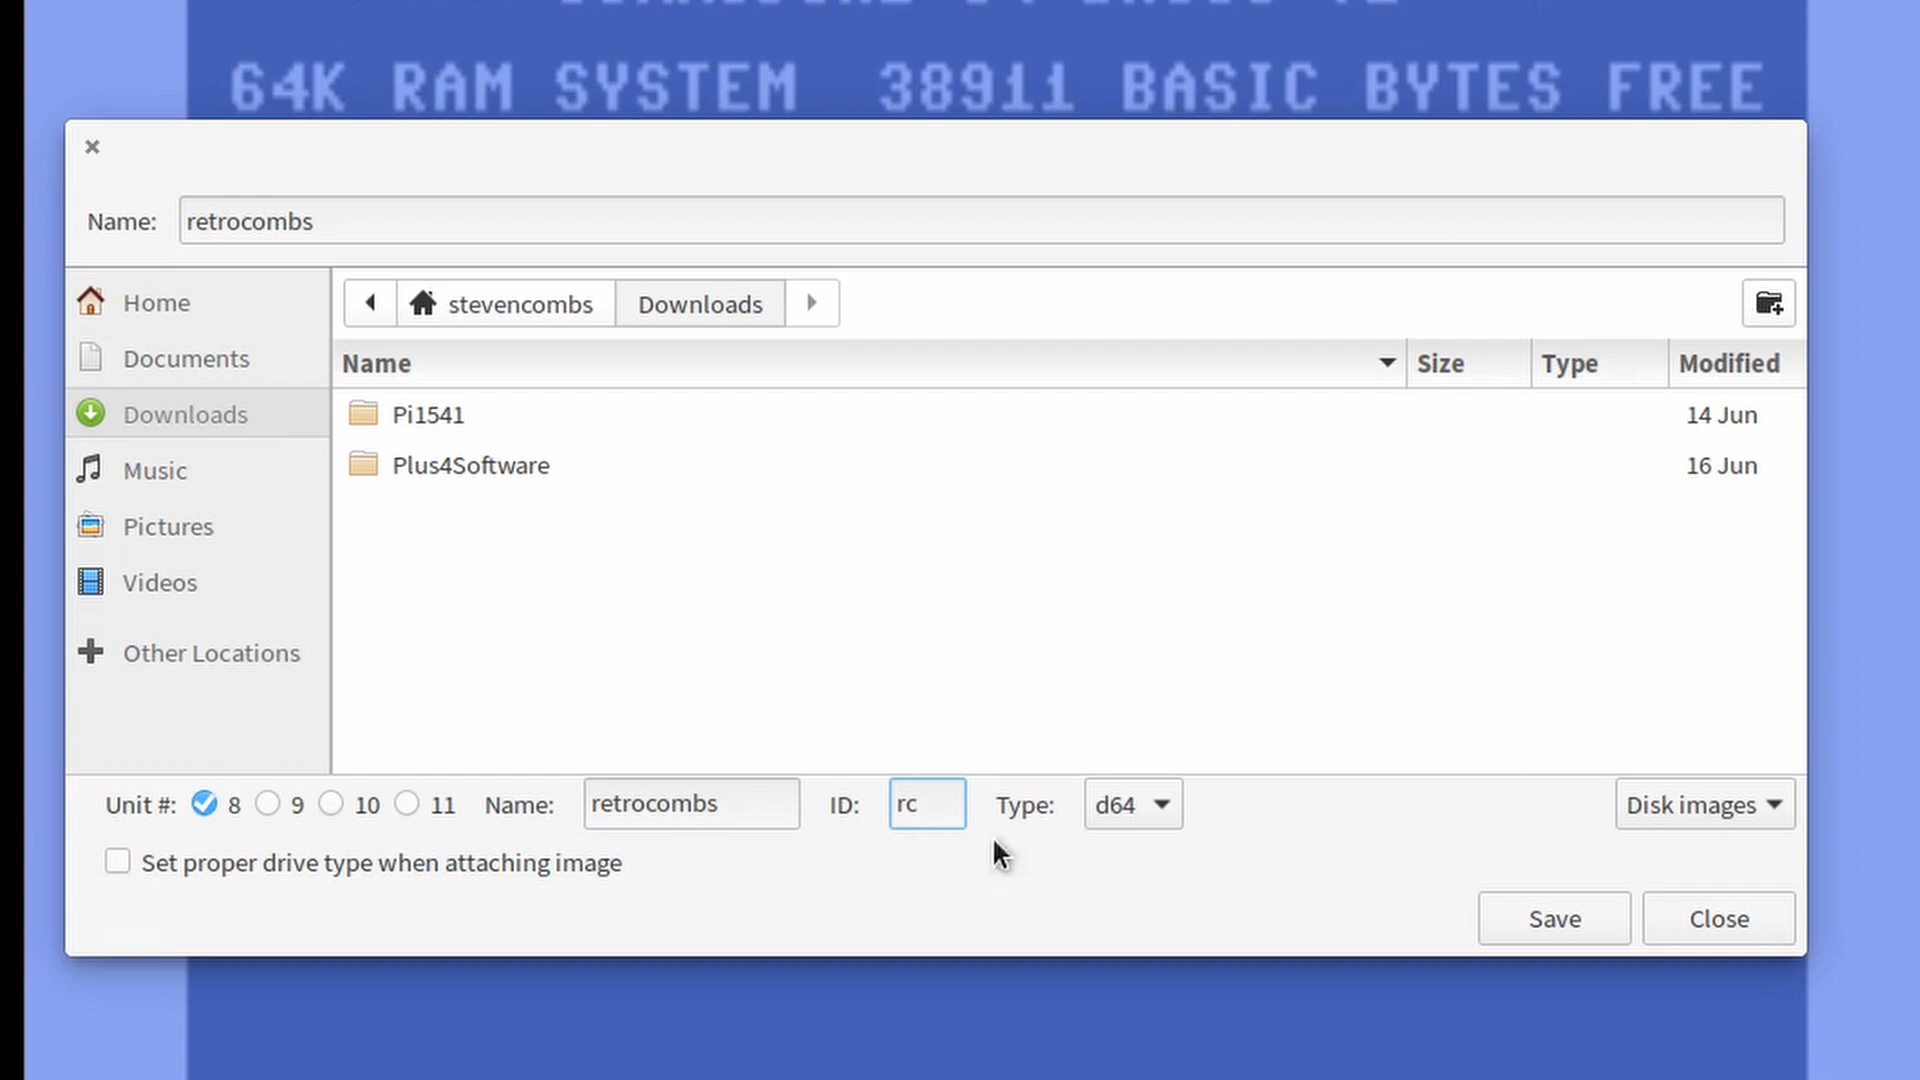 64K RAM SYSTEM 38911 BASIC BYTES FREE
Name: retrocombs
Home
Documents
Downloads
Music
Pictures
Videos
Other Locations
stevencombs Downloads
Name Size Type Modified
Pi1541 14 Jun
Plus4Software 16 Jun
Unit #: 8 9 10 11 Name: retrocombs ID: rc Type: d64 Disk images
Set proper drive type when attaching image
Save Close